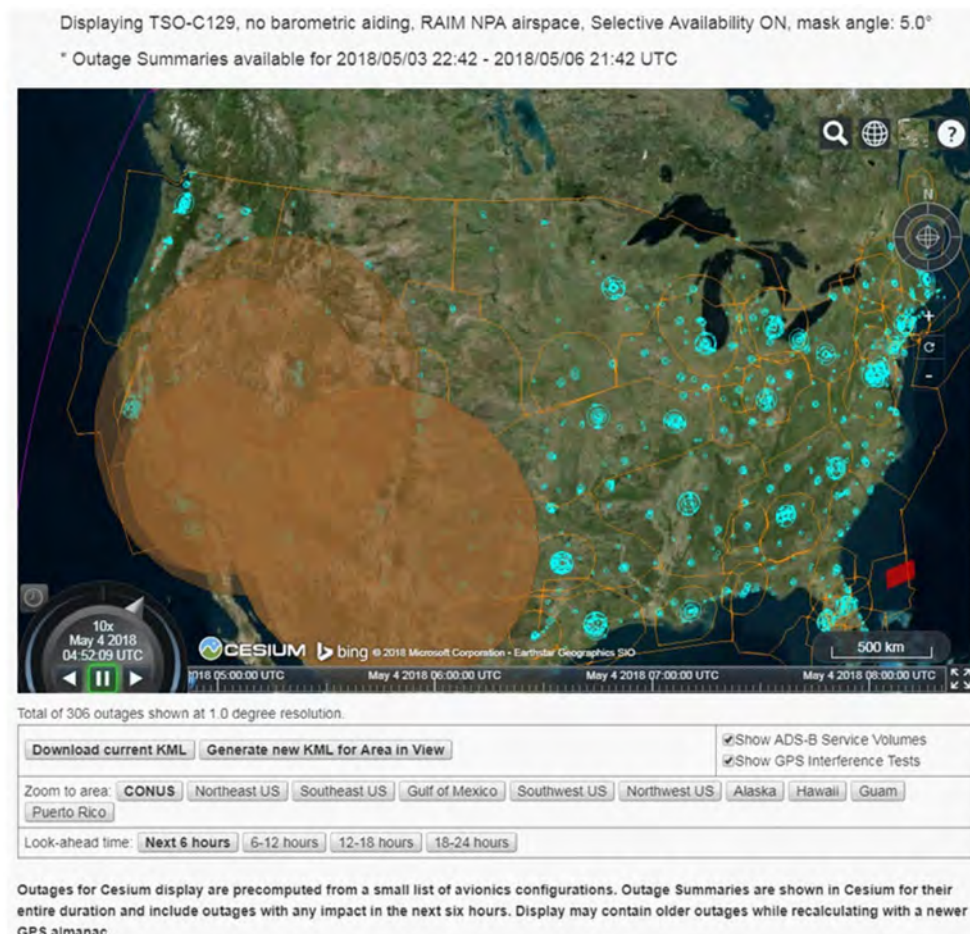 Displaying TSO-C129, no barometric aiding, RAIM NPA airspace, Selective Availability ON, mask angle: 5.0°
* Outage Summaries available for 2018/05/03 22:42 - 2018/05/06 21:42 UTC
?
N
+
-
10x
May 4 2018
04:52:09 UTC
CESIUM bing © 2018 Microsoft Corporation - Earthstar Geographics SIO
500 km
2018 05:00:00 UTC May 4 2018 06:00:00 UTC May 4 2018 07:00:00 UTC May 4 2018 08:00:00 UTC
Total of 306 outages shown at 1.0 degree resolution.
Download current KML Generate new KML for Area in View
Show ADS-B Service Volumes
Show GPS Interference Tests
Zoom to area: CONUS Northeast US Southeast US Gulf of Mexico Southwest US Northwest US Alaska Hawaii Guam
Puerto Rico
Look-ahead time: Next 6 hours 6-12 hours 12-18 hours 18-24 hours
Outages for Cesium display are precomputed from a small list of avionics configurations. Outage Summaries are shown in Cesium for their
entire duration and include outages with any impact in the next six hours. Display may contain older outages while recalculating with a newer
GPS almanac